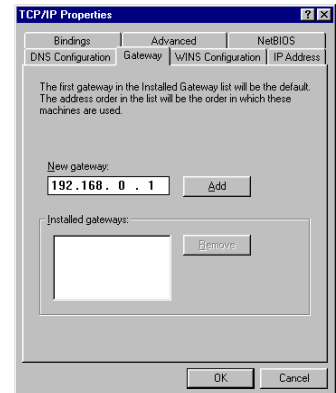 TCP/IP Properties
? X
Bindings Advanced NetBIOS
DNS Configuration Gateway WINS Configuration IP Address
The first gateway in the Installed Gateway list will be the default.
The address order in the list will be the order in which these
machines are used.
New gateway:
192.168. 0 . 1 Add
Installed gateways:
Remove
OK Cancel